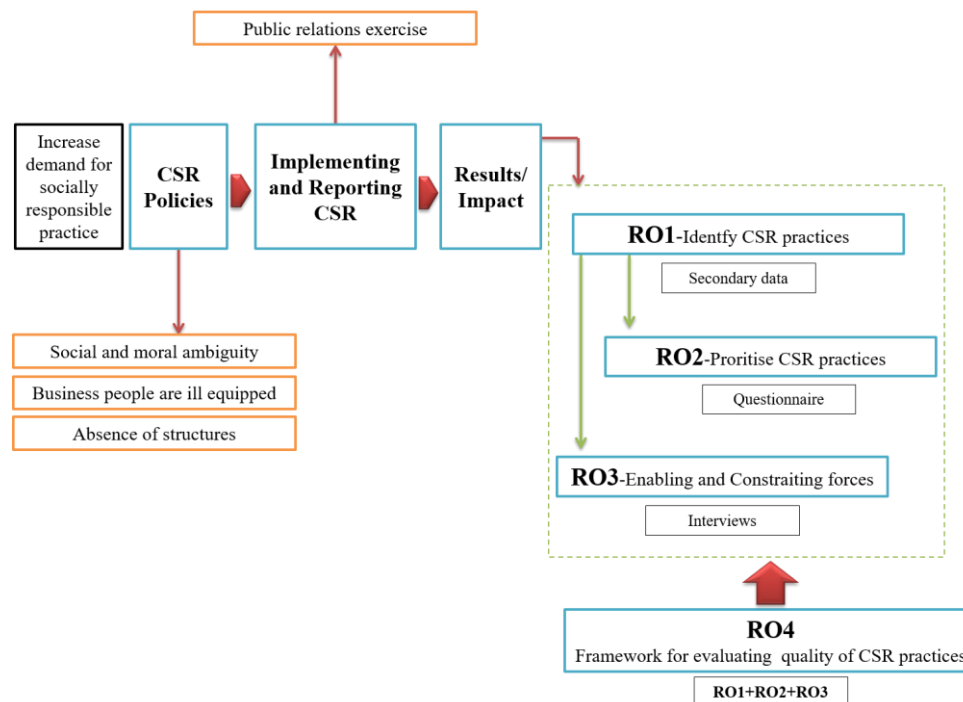 Public relations exercise
Increase
demand for
socially
responsible
practice
CSR
Policies
Implementing
and Reporting
CSR
Results/
Impact
RO1-Identfy CSR practices
Secondary data
RO2-Proritise CSR practices
Questionnaire
Social and moral ambiguity
Business people are ill equipped
Absence of structures
RO3-Enabling and Constraiting forces
Interviews
RO4
Framework for evaluating quality of CSR practices
RO1+RO2+RO3